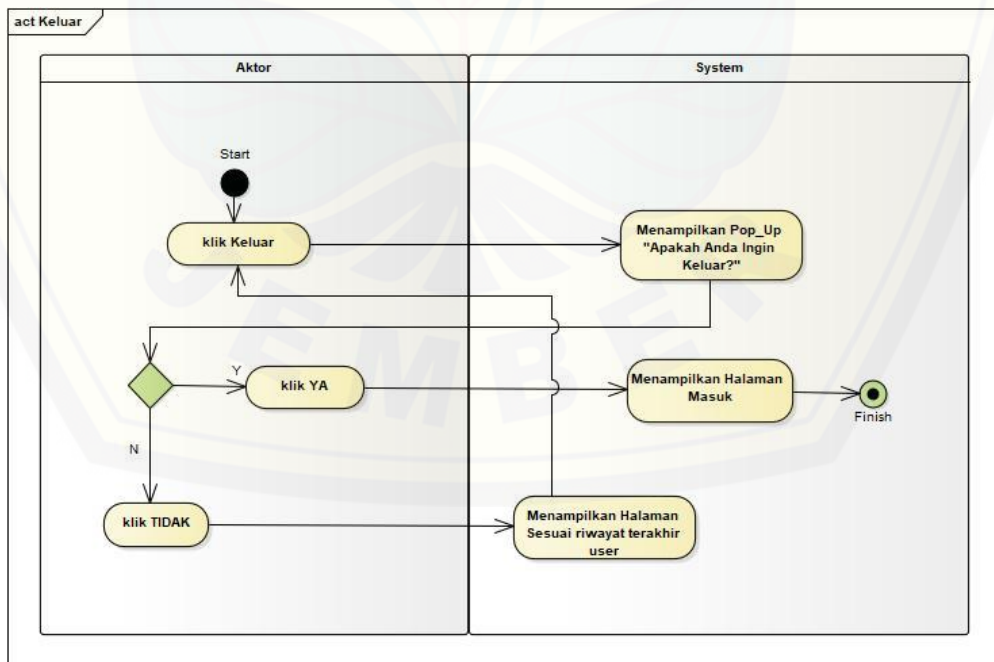 act Keluar
Aktor
System
Start
klik Keluar
Menampilkan Pop_Up
"Apakah Anda Ingin
Keluar?"
Y
klik YA
Menampilkan Halaman
Masuk
Finish
N
klik TIDAK
Menampilkan Halaman
Sesuai riwayat terakhir
user
JEMBER